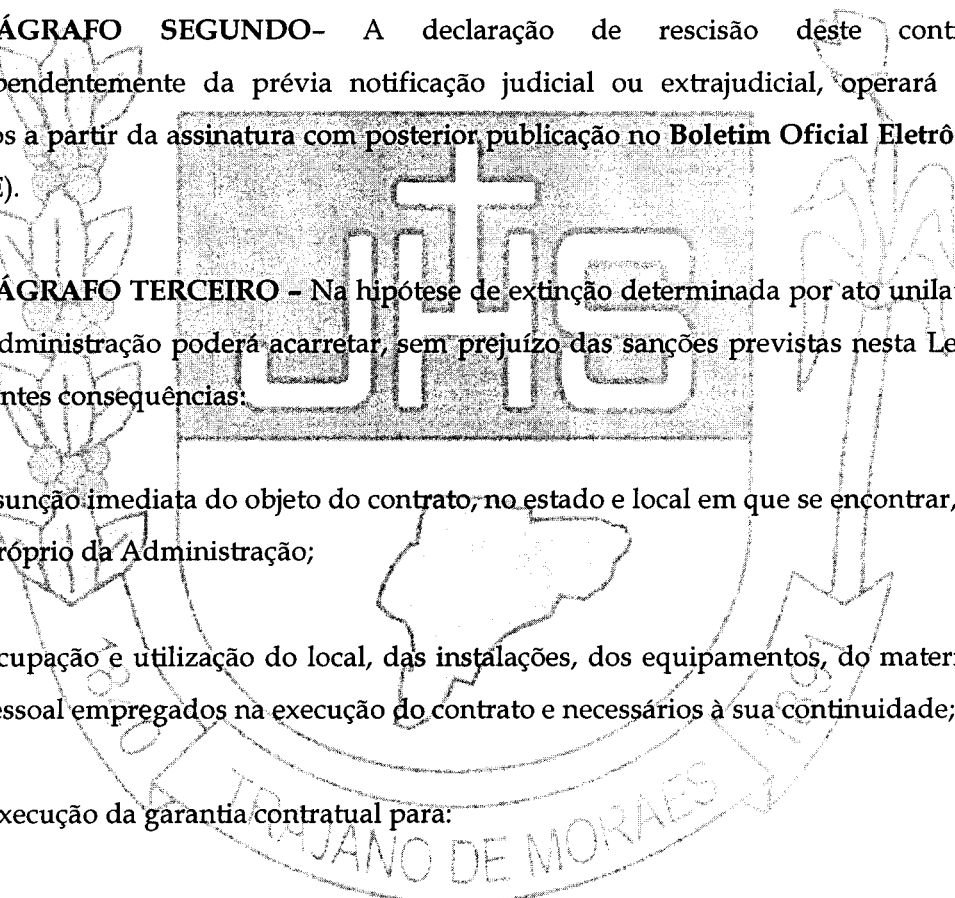 ÁGRAFO SEGUNDO– A declaração de rescisão deste contr
pendentemente da prévia notificação judicial ou extrajudicial, operará
os a partir da assinatura com posterior publicação no Boletim Oficial Eletrô
E).
JHS
ÁGRAFO TERCEIRO – Na hipótese de extinção determinada por ato unila
dministração poderá acarretar, sem prejuízo das sanções previstas nesta Le
ntes consequências:
sunção imediata do objeto do contrato, no estado e local em que se encontrar,
róprio da Administração;
cupação e utilização do local, das instalações, dos equipamentos, do mater
essoal empregados na execução do contrato e necessários à sua continuidade;
xecução da garantia contratual para:
1891
TRAJANO DE MORAES